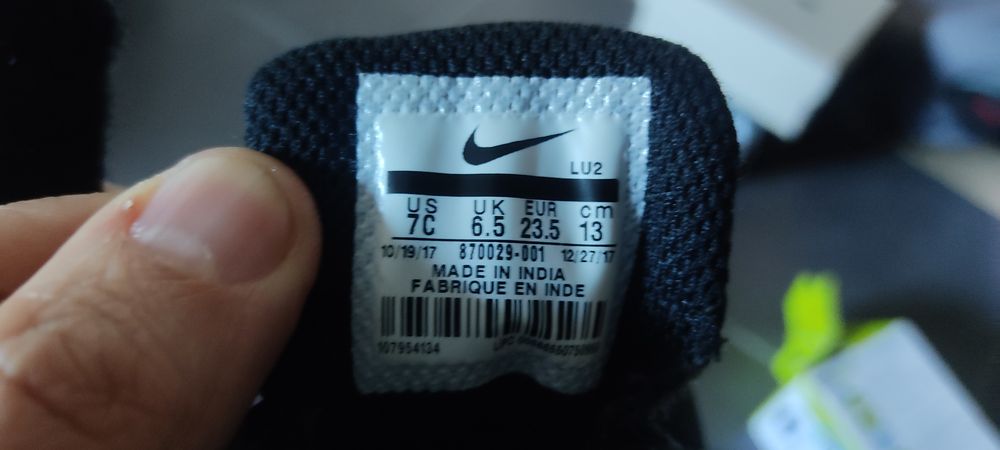 LU2
US UK EUR cm
7C 6.5 23.5 13
10/19/17 870029-001 12/27/17
MADE IN INDIA
FABRIQUE EN INDE
107954134